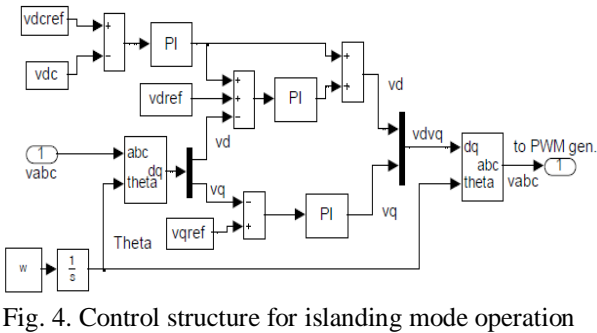 vdcref
+
−
PI
vdc
vdref
+
+
−
PI
+
+
vd
vd
vdvq
to PWM gen.
1
vabc
abc
dq
theta
vq
−
+
PI
vq
dq
abc
theta
1
vabc
vqref
Theta
w
1
s
Fig. 4. Control structure for islanding mode operation